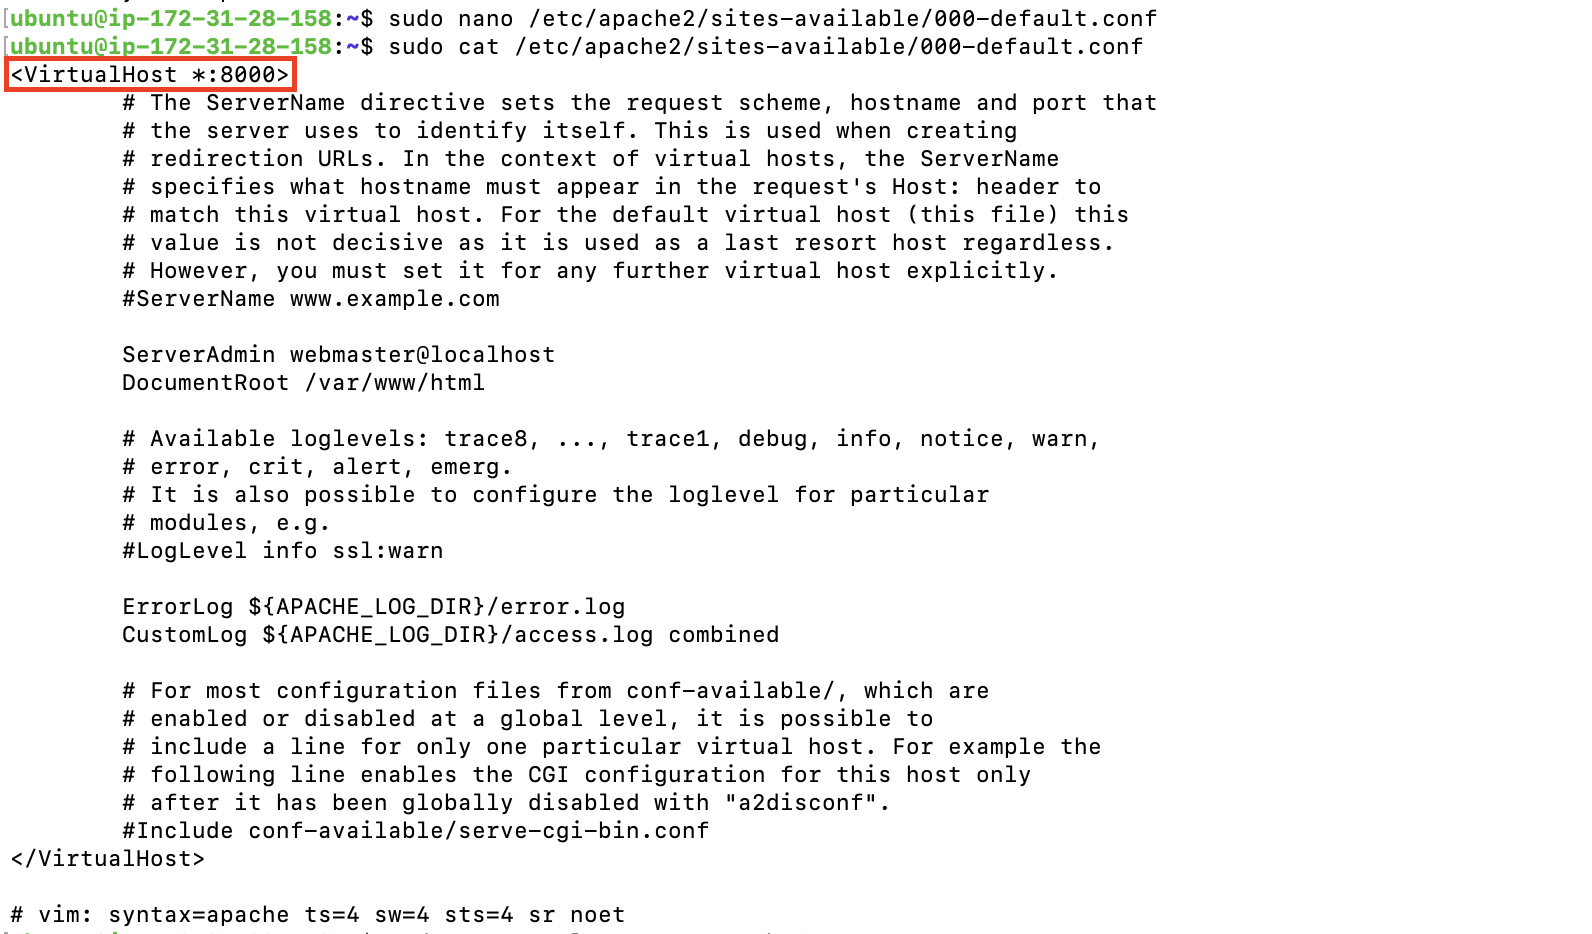 [ubuntu@ip-172-31-28-158:~$ sudo nano /etc/apache2/sites-available/000-default.conf
[ubuntu@ip-172-31-28-158:~$ sudo cat /etc/apache2/sites-available/000-default.conf
<VirtualHost *:8000>
# The ServerName directive sets the request scheme, hostname and port that
# the server uses to identify itself. This is used when creating
# redirection URLs. In the context of virtual hosts, the ServerName
# specifies what hostname must appear in the request's Host: header to
# match this virtual host. For the default virtual host (this file) this
# value is not decisive as it is used as a last resort host regardless.
# However, you must set it for any further virtual host explicitly.
#ServerName www.example.com
ServerAdmin webmaster@localhost
DocumentRoot /var/www/html
# Available loglevels: trace8, ..., trace1, debug, info, notice, warn,
# error, crit, alert, emerg.
# It is also possible to configure the loglevel for particular
# modules, e.g.
#LogLevel info ssl:warn
ErrorLog ${APACHE_LOG_DIR}/error.log
CustomLog ${APACHE_LOG_DIR}/access.log combined
# For most configuration files from conf-available/, which are
# enabled or disabled at a global level, it is possible to
# include a line for only one particular virtual host. For example the
# following line enables the CGI configuration for this host only
# after it has been globally disabled with "a2disconf".
#Include conf-available/serve-cgi-bin.conf
</VirtualHost>
# vim: syntax=apache ts=4 sw=4 sts=4 sr noet